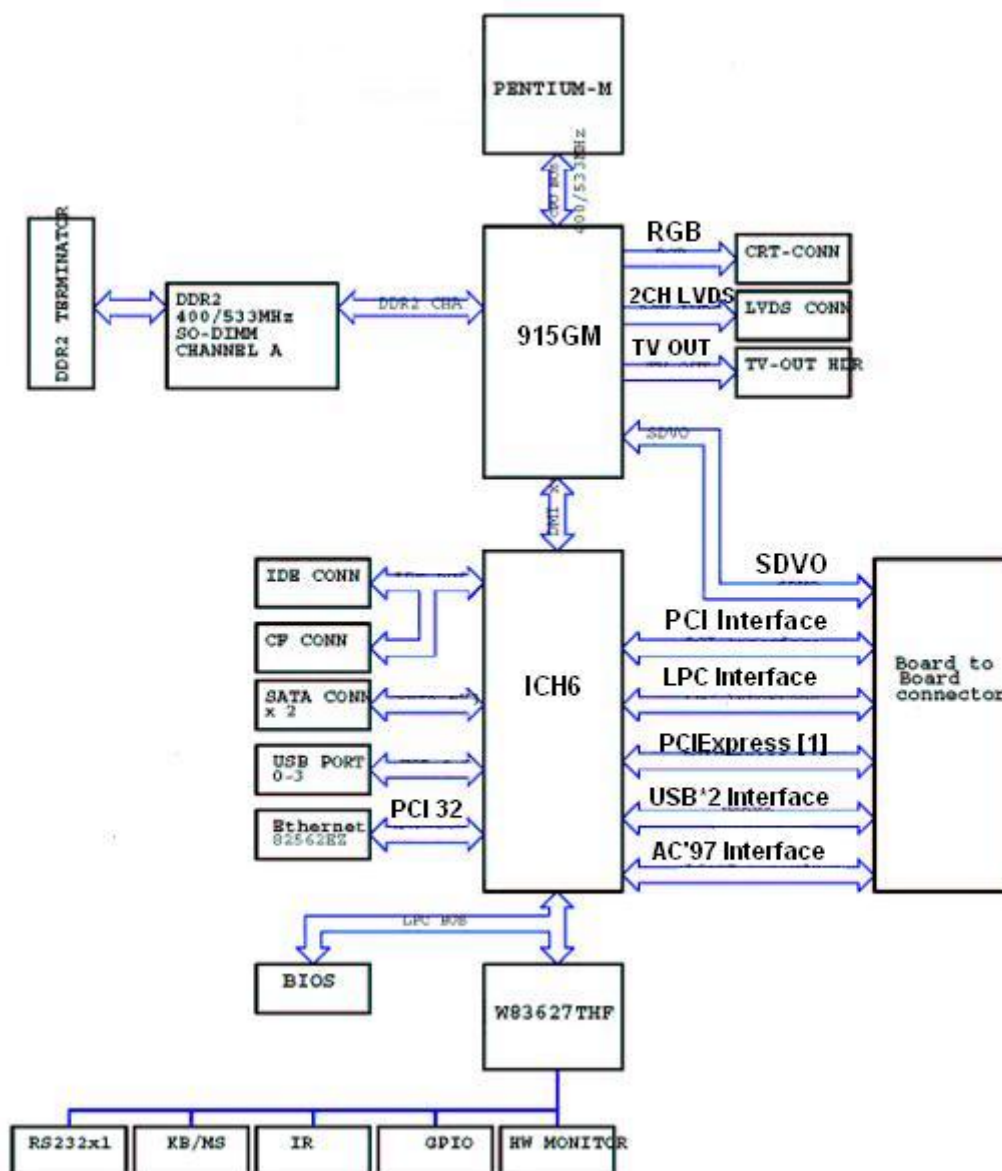 PENTIUM-M
CPU BUS
400/533MHz
DDR2 TERMINATOR
DDR2
400/533MHz
SO-DIMM
CHANNEL A
DDR2 CHA
915GM
RGB
CRT-CONN
2CH LVDS
LVDS CONN
TV OUT
TV-OUT HDR
SDVO
DMI
IDE CONN
CF CONN
SATA CONN
x 2
USB PORT
0-3
PCI 32
Ethernet
82562EZ
ICH6
SDVO
PCI Interface
LPC Interface
PCIExpress [1]
USB*2 Interface
AC'97 Interface
Board to
Board
connector
LPC BUS
BIOS
W83627THF
RS232x1
KB/MS
IR
GPIO
HW MONITOR